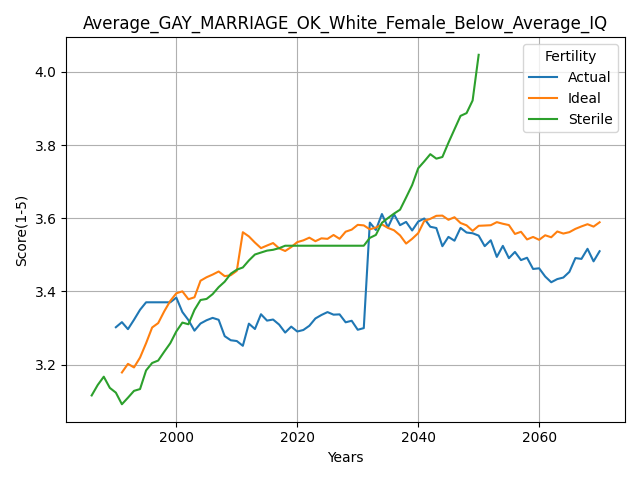 Average_GAY_MARRIAGE_OK_White_Female_Below_Average_IQ
Fertility
Actual
Ideal
Sterile
Score(1-5)
4.0
3.8
3.6
3.4
3.2
2000
2020
2040
2060
Years